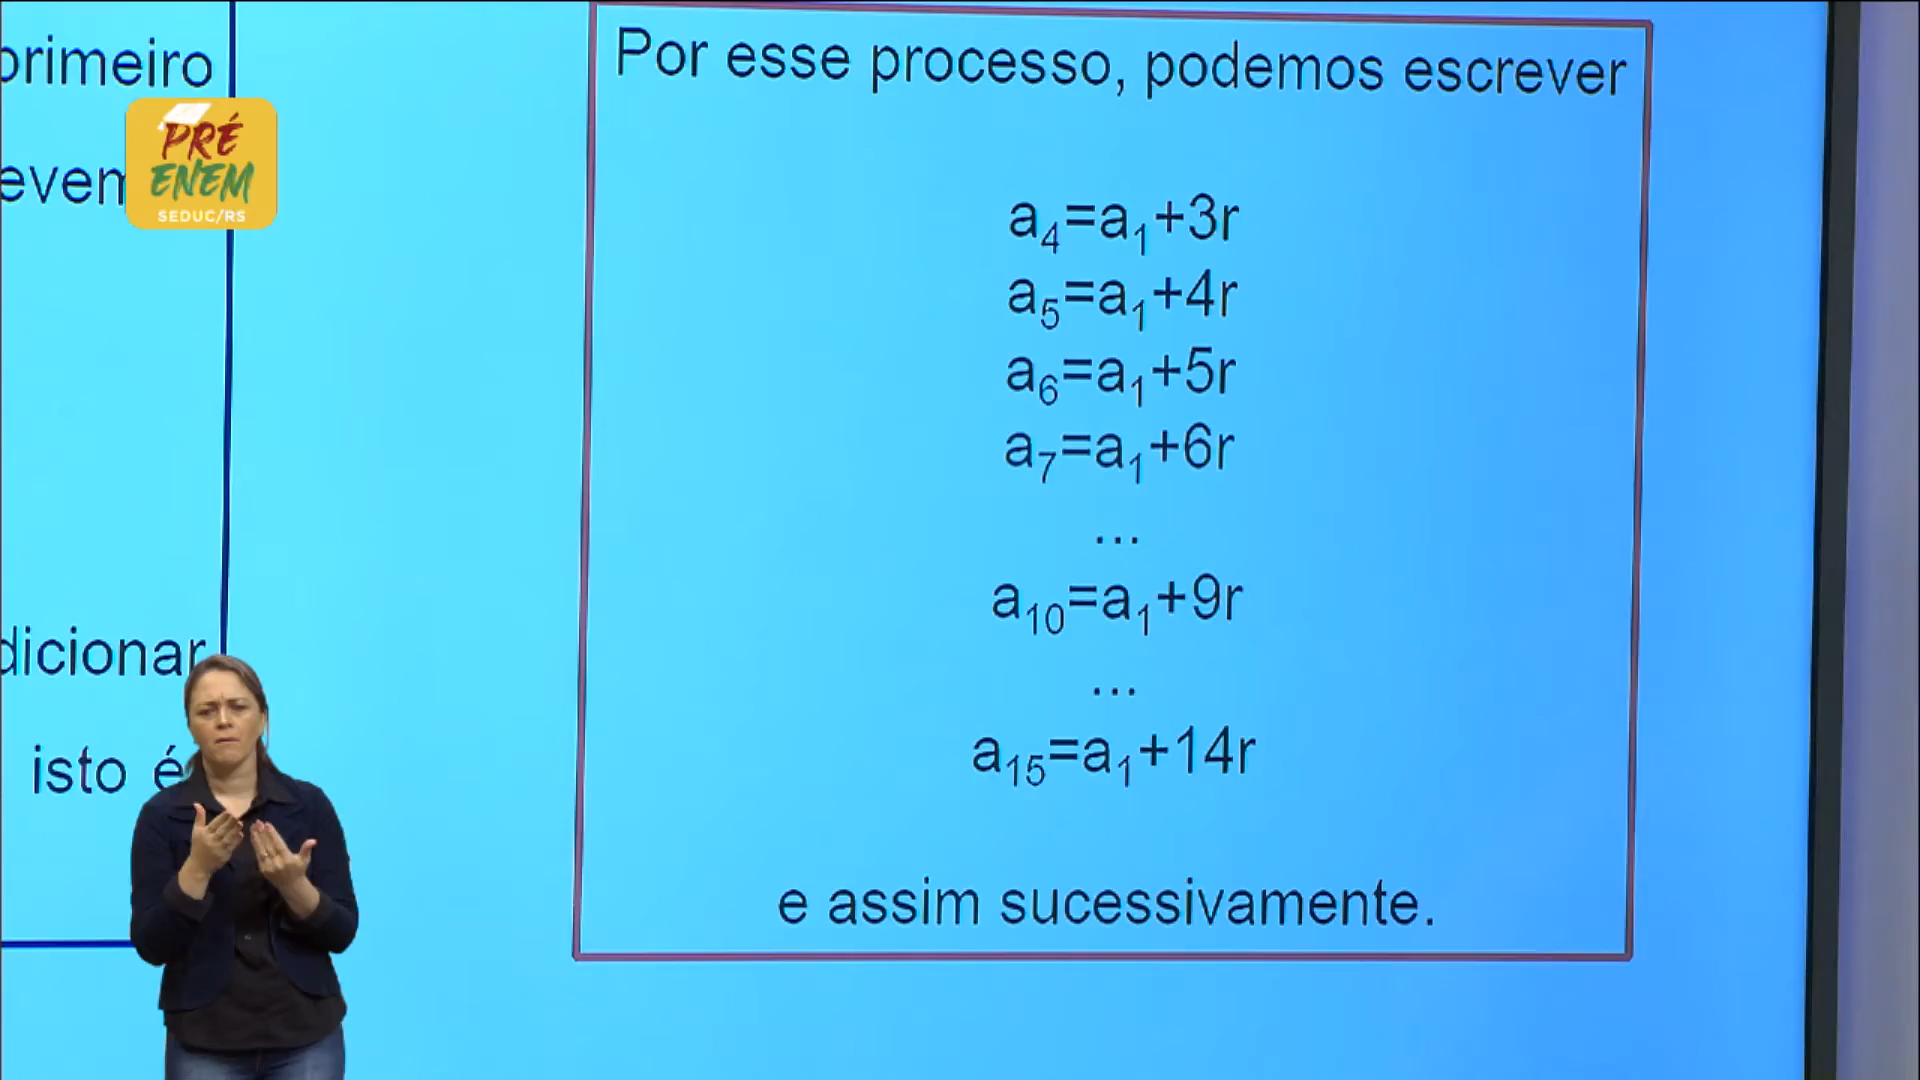 primeiro
PRÉ
ENEM
SEDUC/RS
dicionar
isto é
Por esse processo, podemos escrever
a₄=a₁+3r
a₅=a₁+4r
a₆=a₁+5r
a₇=a₁+6r
...
a₁₀=a₁+9r
...
a₁₅=a₁+14r
e assim sucessivamente.